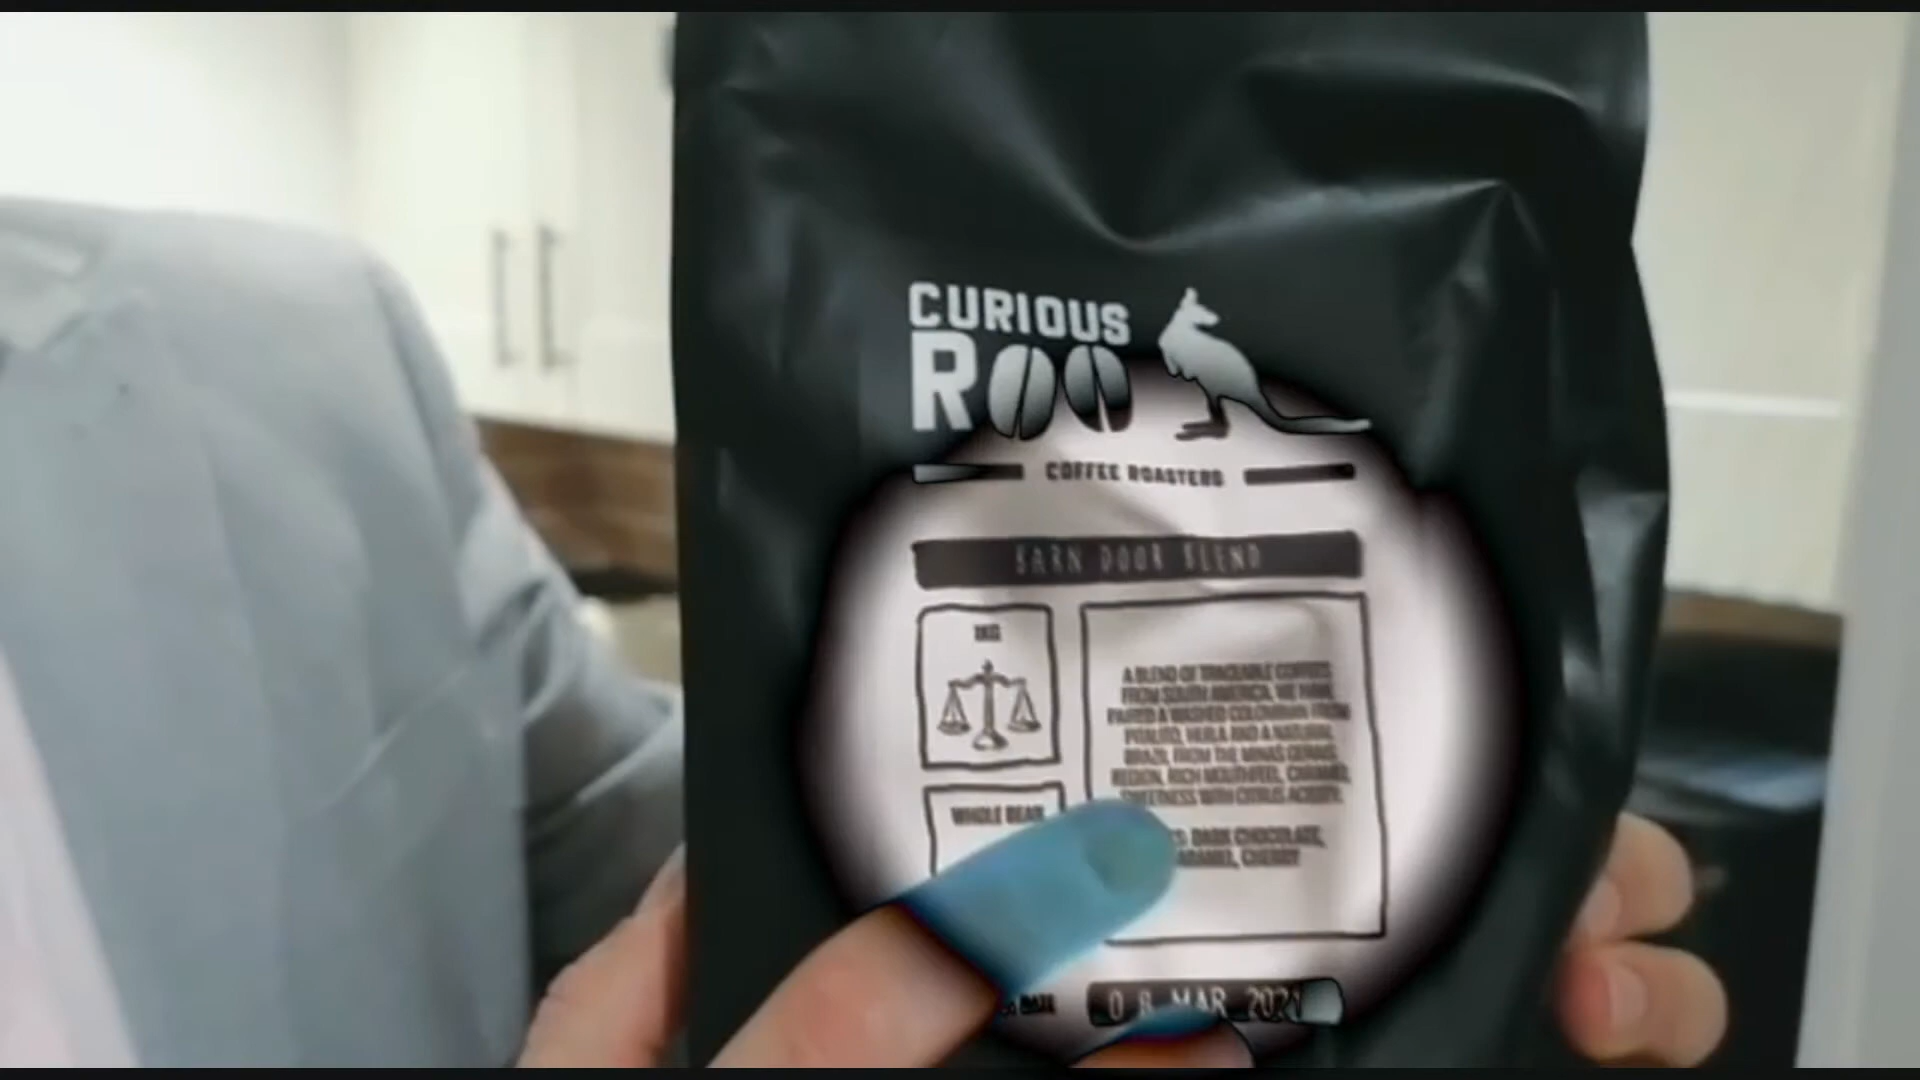 CURIOUS
ROO
COFFEE ROASTERS
BARN DOOR BLEND
1KG
A BLEND OF TRACEABLE COFFEES
FROM SOUTH AMERICA. WE HAVE
PAIRED A WASHED COLOMBIAN FROM
PITALITO, HUILA AND A NATURAL
BRAZIL FROM THE MINAS GERAIS
REGION. RICH MOUTHFEEL, CARAMEL
SWEETNESS WITH CITRUS ACIDITY.
WHOLE BEAN
DARK CHOCOLATE,
CHERRY
DATE
08 MAR 2021